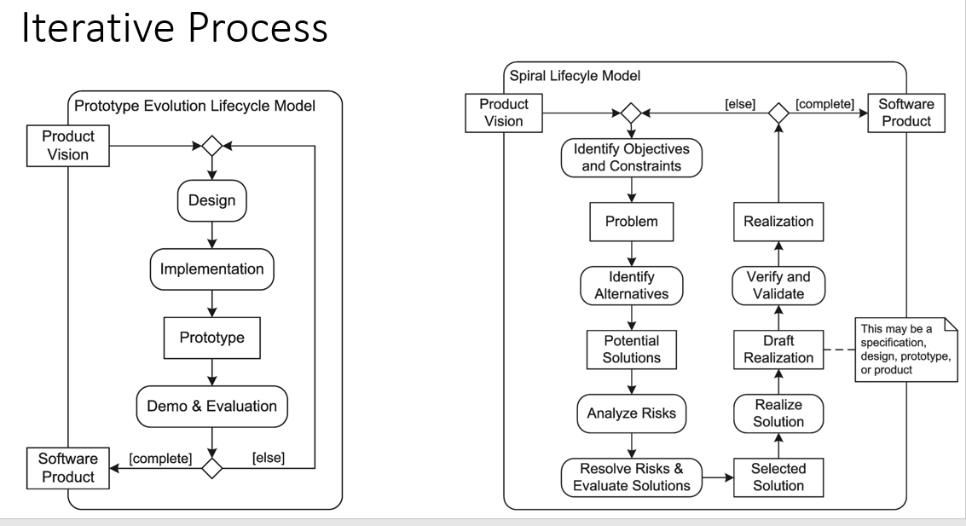 Iterative Process
Prototype Evolution Lifecycle Model
Product
Vision
Design
Implementation
Prototype
Demo & Evaluation
Software
Product
[complete]
[else]
Spiral Lifecyle Model
Product
Vision
[else]
[complete]
Software
Product
Identify Objectives
and Constraints
Problem
Identify
Alternatives
Potential
Solutions
Analyze Risks
Resolve Risks &
Evaluate Solutions
Selected
Solution
Realize
Solution
Draft
Realization
This may be a
specification,
design, prototype,
or product
Verify and
Validate
Realization